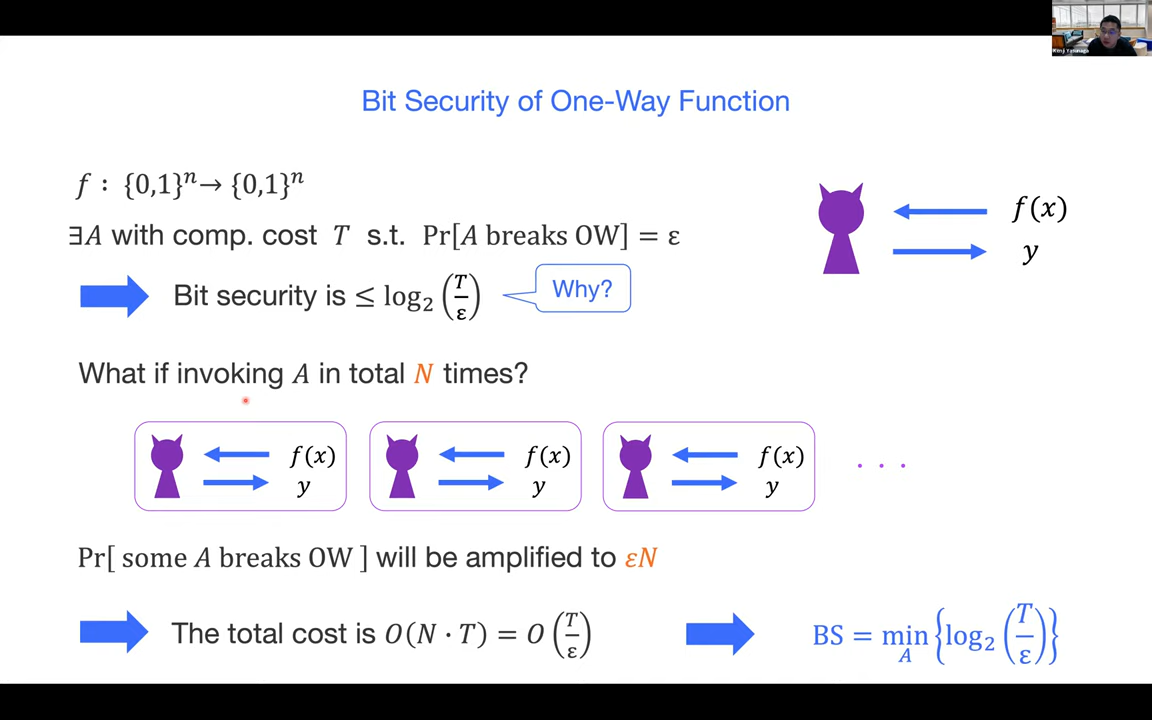 Bit Security of One-Way Function
f : {0,1}ⁿ → {0,1}ⁿ
f(x)
∃A with comp. cost T s.t. Pr[A breaks OW] = ε
y
Bit security is ≤ log₂ (T/ε)
Why?
What if invoking A in total N times?
f(x)
y
f(x)
y
f(x)
y
. . .
Pr[ some A breaks OW ] will be amplified to εN
The total cost is O(N · T) = O (T/ε)
BS = min_A {log₂ (T/ε)}